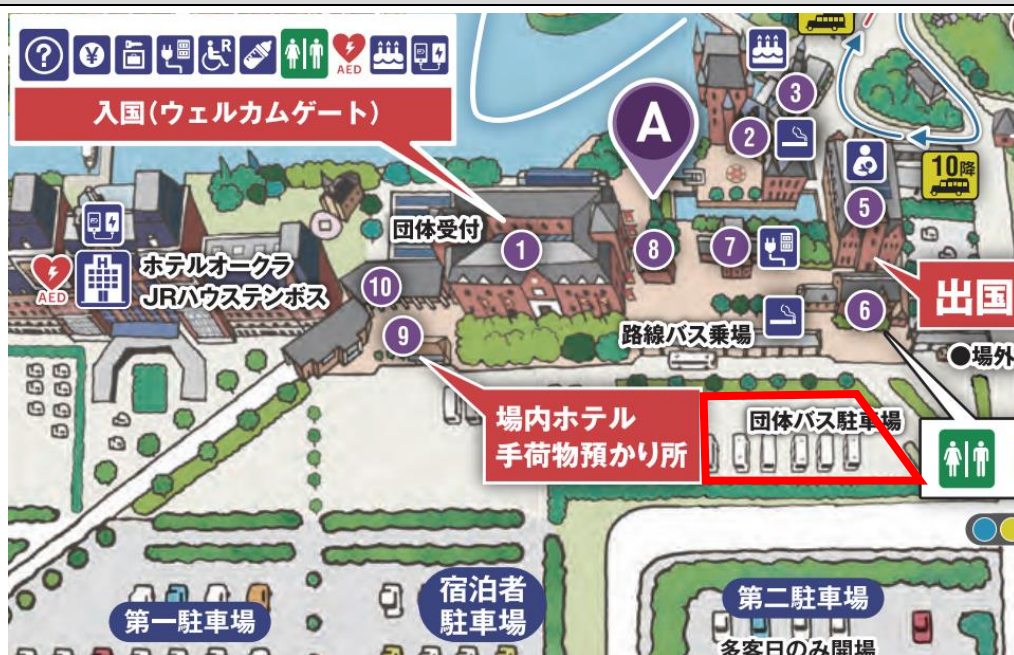 ? ¥ R AED
入国(ウェルカムゲート)
A
3
2
10降
5
団体受付
1
8
7
AED
ホテルオークラ
JRハウステンボス
10
9
6
出国
路線バス乗場
●場外
場内ホテル
手荷物預かり所
団体バス駐車場
第一駐車場
宿泊者
駐車場
第二駐車場
多客日のみ開場